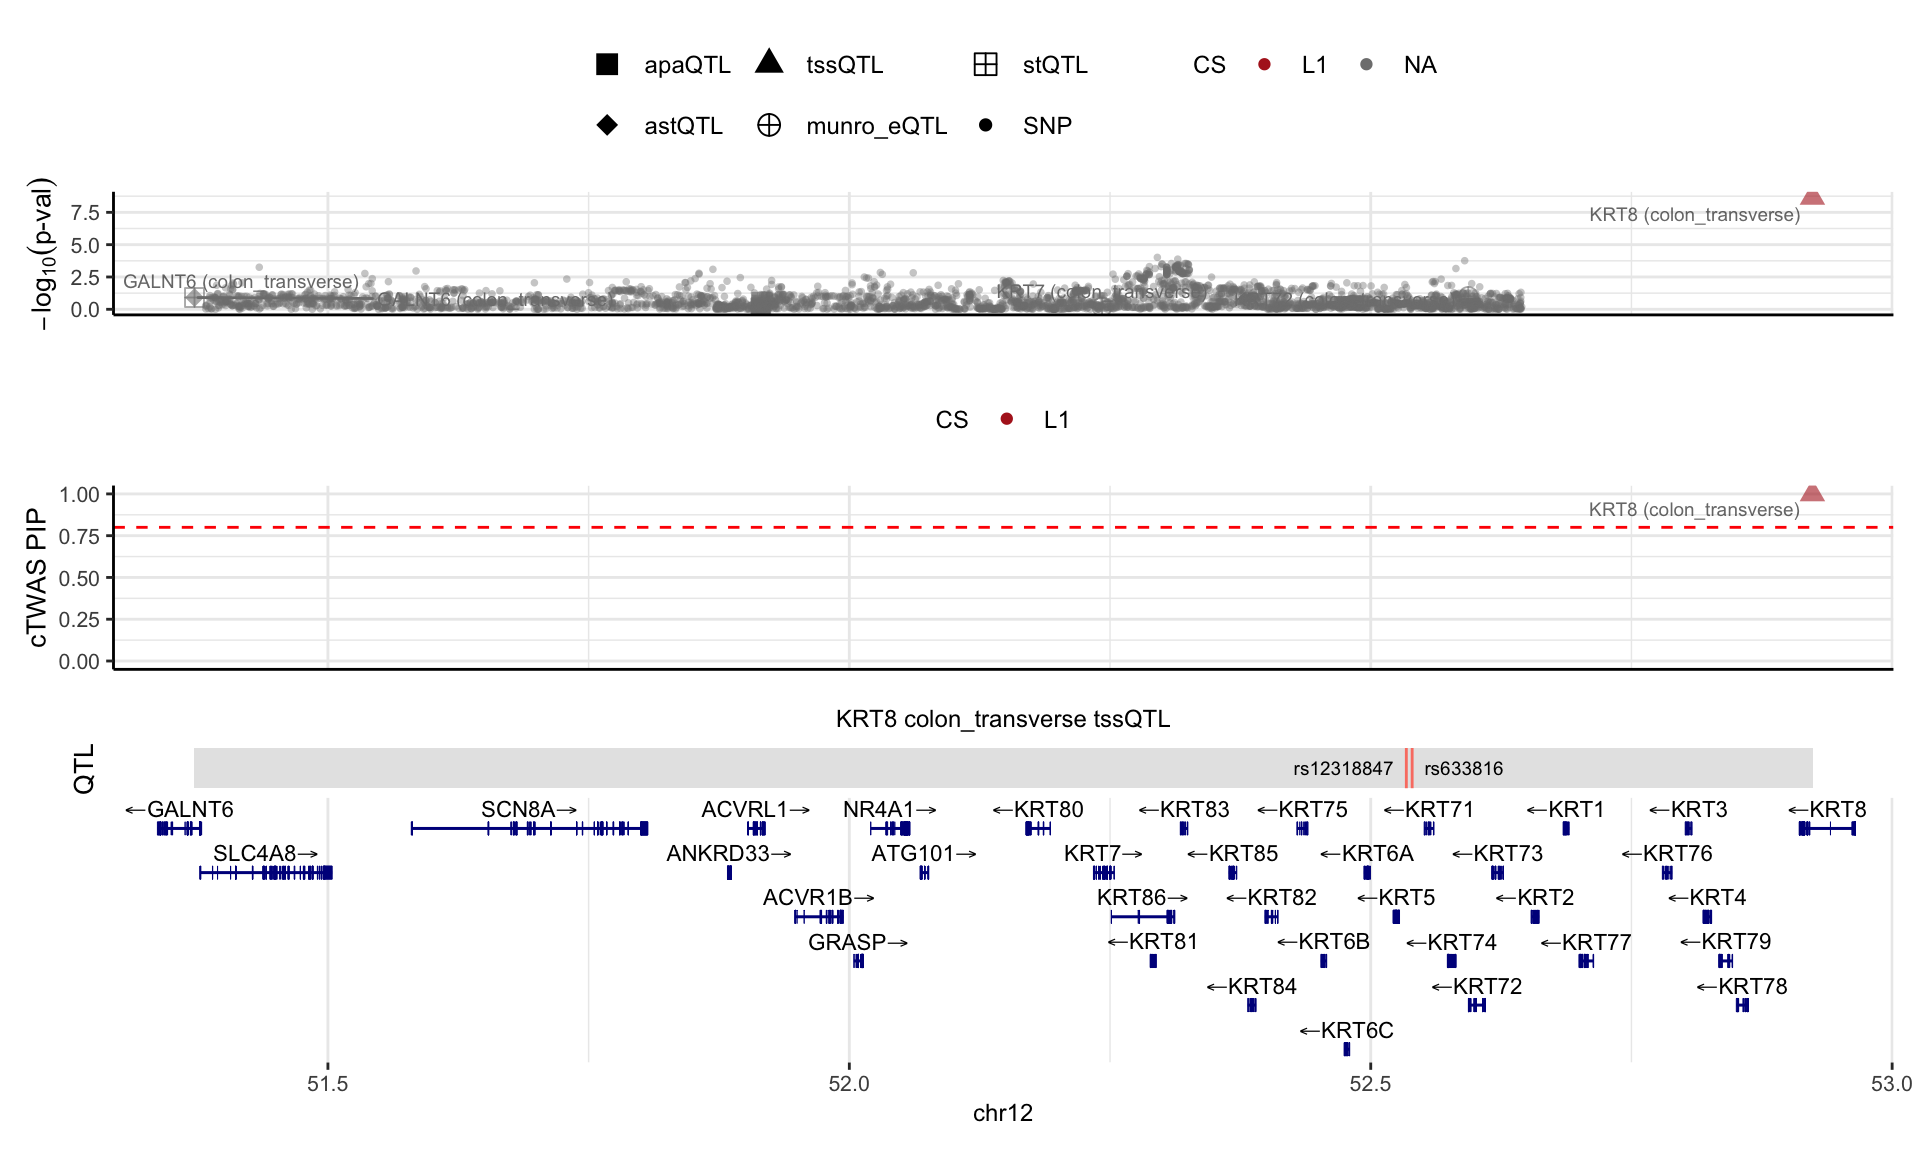 apaQTL tssQTL stQTL CS L1 NA
astQTL munro_eQTL SNP
−log10(p-val)
7.5
5.0
2.5
0.0
KRT8 (colon_transverse)
GALNT6 (colon_transverse)
GALNT6 (colon_transverse)
KRT7 (colon_transverse)
CS L1
cTWAS PIP
1.00
0.75
0.50
0.25
0.00
KRT8 (colon_transverse)
KRT8 colon_transverse tssQTL
QTL
rs12318847 rs633816
←GALNT6 SCN8A→ ACVRL1→ NR4A1→ ←KRT80 ←KRT83 ←KRT75 ←KRT71 ←KRT1 ←KRT3 ←KRT8
SLC4A8→ ANKRD33→ ATG101→ KRT7→ ←KRT85 ←KRT6A ←KRT73 ←KRT76
ACVR1B→ KRT86→ ←KRT82 ←KRT5 ←KRT2 ←KRT4
GRASP→ ←KRT81 ←KRT6B ←KRT74 ←KRT77 ←KRT79
←KRT84 ←KRT72 ←KRT78
←KRT6C
51.5 52.0 52.5 53.0
chr12